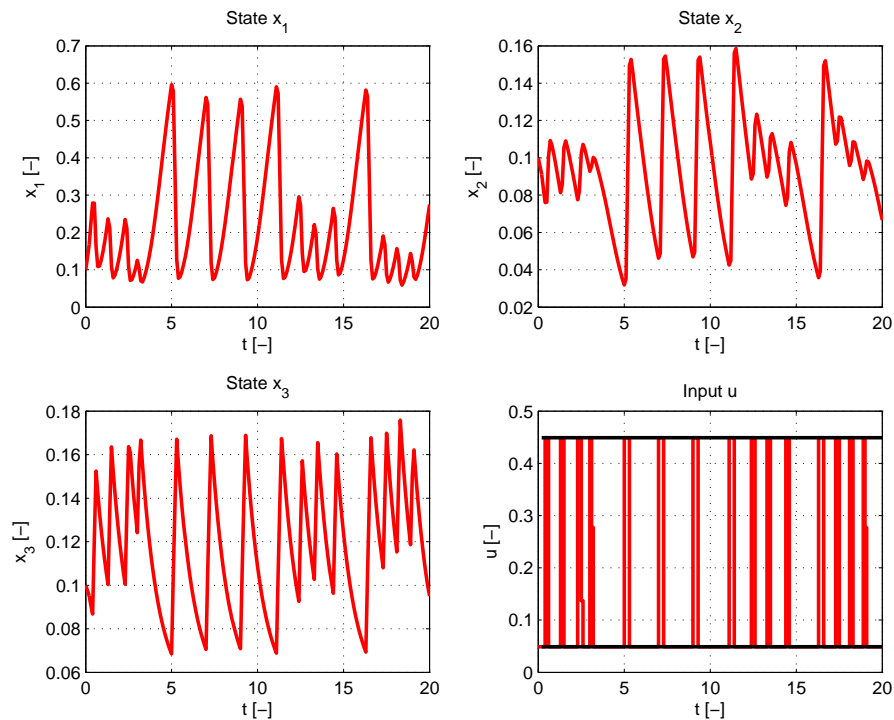 State x1
0.7
0.6
0.5
0.4
0.3
0.2
0.1
0
x1 [−]
0 5 10 15 20
t [−]
State x2
0.16
0.14
0.12
0.1
0.08
0.06
0.04
0.02
x2 [−]
0 5 10 15 20
t [−]
State x3
0.18
0.16
0.14
0.12
0.1
0.08
0.06
x3 [−]
0 5 10 15 20
t [−]
Input u
0.5
0.4
0.3
0.2
0.1
0
u [−]
0 5 10 15 20
t [−]